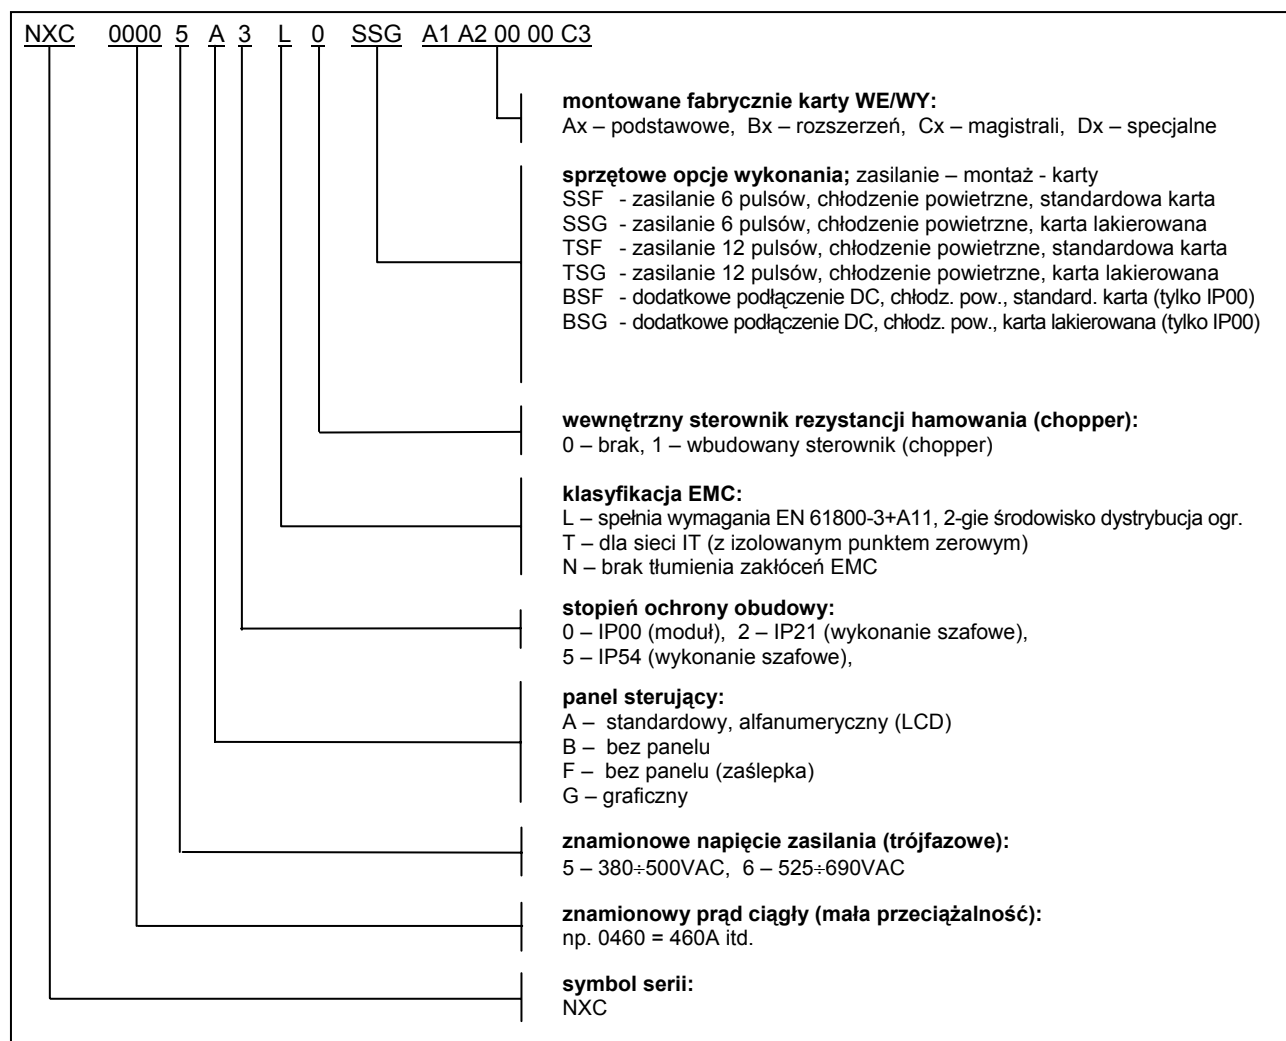 NXC 0000 5 A 3 L 0 SSG A1 A2 00 00 C3
montowane fabrycznie karty WE/WY:
Ax – podstawowe, Bx – rozszerzeń, Cx – magistrali, Dx – specjalne
sprzętowe opcje wykonania; zasilanie – montaż - karty
SSF - zasilanie 6 pulsów, chłodzenie powietrzne, standardowa karta
SSG - zasilanie 6 pulsów, chłodzenie powietrzne, karta lakierowana
TSF - zasilanie 12 pulsów, chłodzenie powietrzne, standardowa karta
TSG - zasilanie 12 pulsów, chłodzenie powietrzne, karta lakierowana
BSF - dodatkowe podłączenie DC, chłodz. pow., standard. karta (tylko IP00)
BSG - dodatkowe podłączenie DC, chłodz. pow., karta lakierowana (tylko IP00)
wewnętrzny sterownik rezystancji hamowania (chopper):
0 – brak, 1 – wbudowany sterownik (chopper)
klasyfikacja EMC:
L – spełnia wymagania EN 61800-3+A11, 2-gie środowisko dystrybucja ogr.
T – dla sieci IT (z izolowanym punktem zerowym)
N – brak tłumienia zakłóceń EMC
stopień ochrony obudowy:
0 – IP00 (moduł), 2 – IP21 (wykonanie szafowe),
5 – IP54 (wykonanie szafowe),
panel sterujący:
A – standardowy, alfanumeryczny (LCD)
B – bez panelu
F – bez panelu (zaślepka)
G – graficzny
znamionowe napięcie zasilania (trójfazowe):
5 – 380÷500VAC, 6 – 525÷690VAC
znamionowy prąd ciągły (mała przeciążalność):
np. 0460 = 460A itd.
symbol serii:
NXC